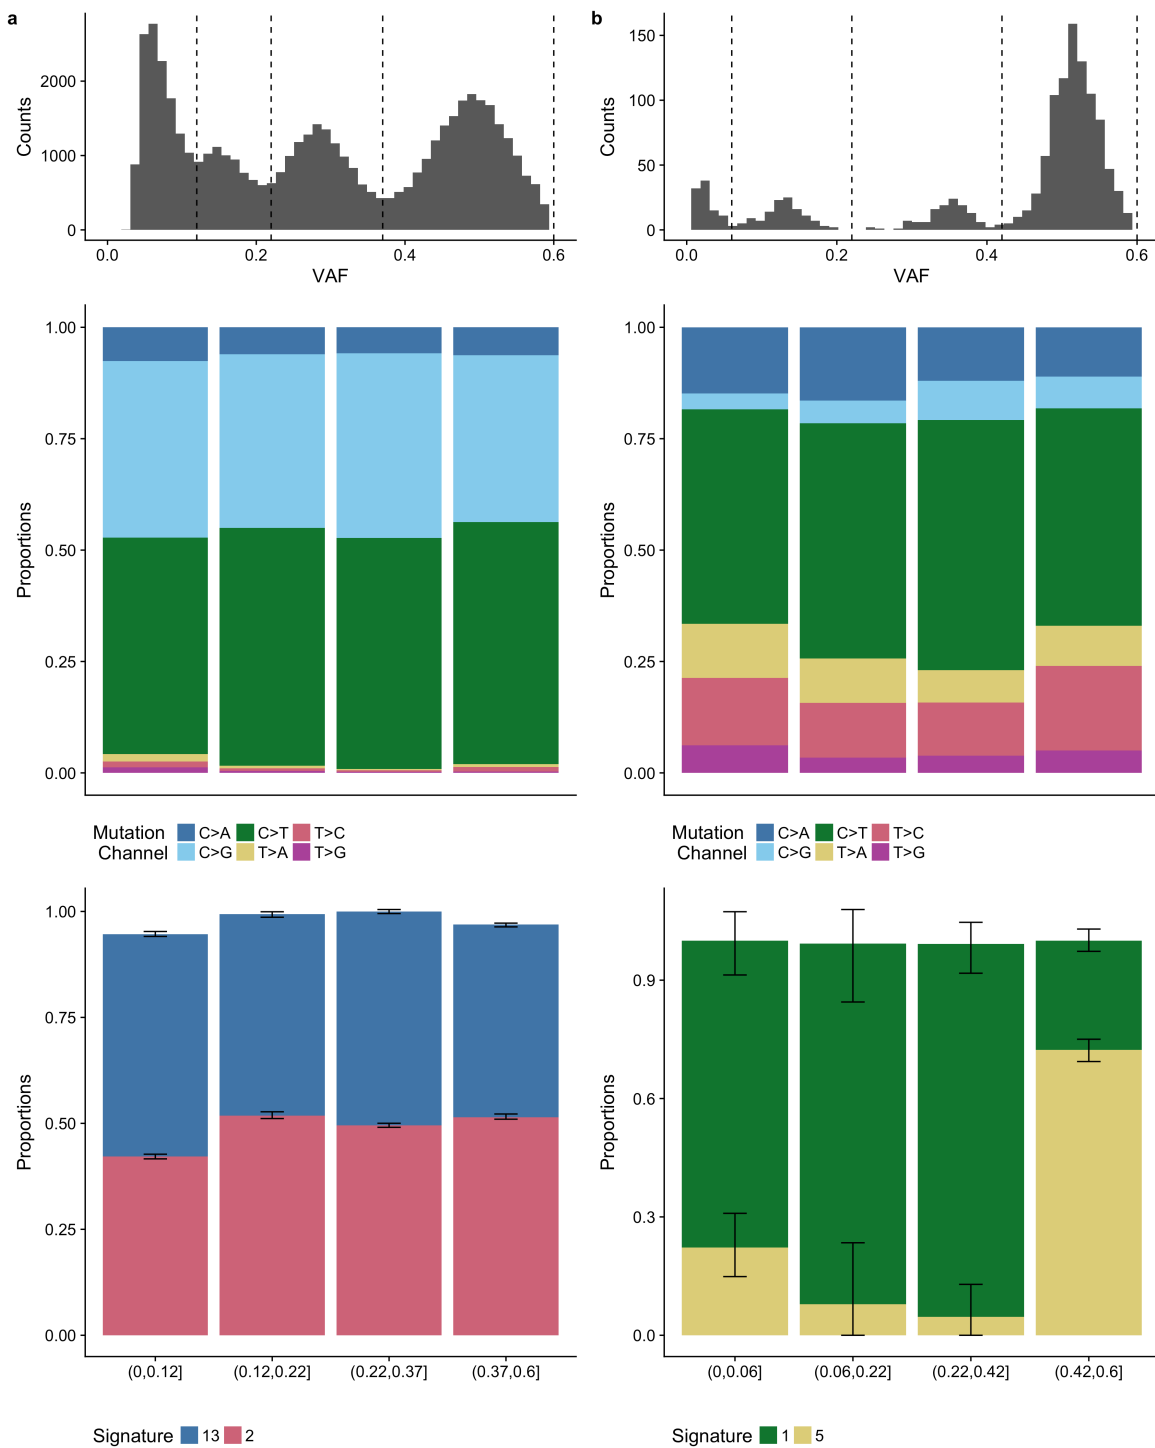 a
Counts
2000
1000
0
0.0 0.2 0.4 0.6
VAF
b
Counts
150
100
50
0
0.0 0.2 0.4 0.6
VAF
Proportions
1.00
0.75
0.50
0.25
0.00
Mutation C>A C>T T>C
Channel C>G T>A T>G
Proportions
1.00
0.75
0.50
0.25
0.00
Mutation C>A C>T T>C
Channel C>G T>A T>G
Proportions
1.00
0.75
0.50
0.25
0.00
(0,0.12] (0.12,0.22] (0.22,0.37] (0.37,0.6]
Signature 13 2
Proportions
0.9
0.6
0.3
0.0
(0,0.06] (0.06,0.22] (0.22,0.42] (0.42,0.6]
Signature 1 5